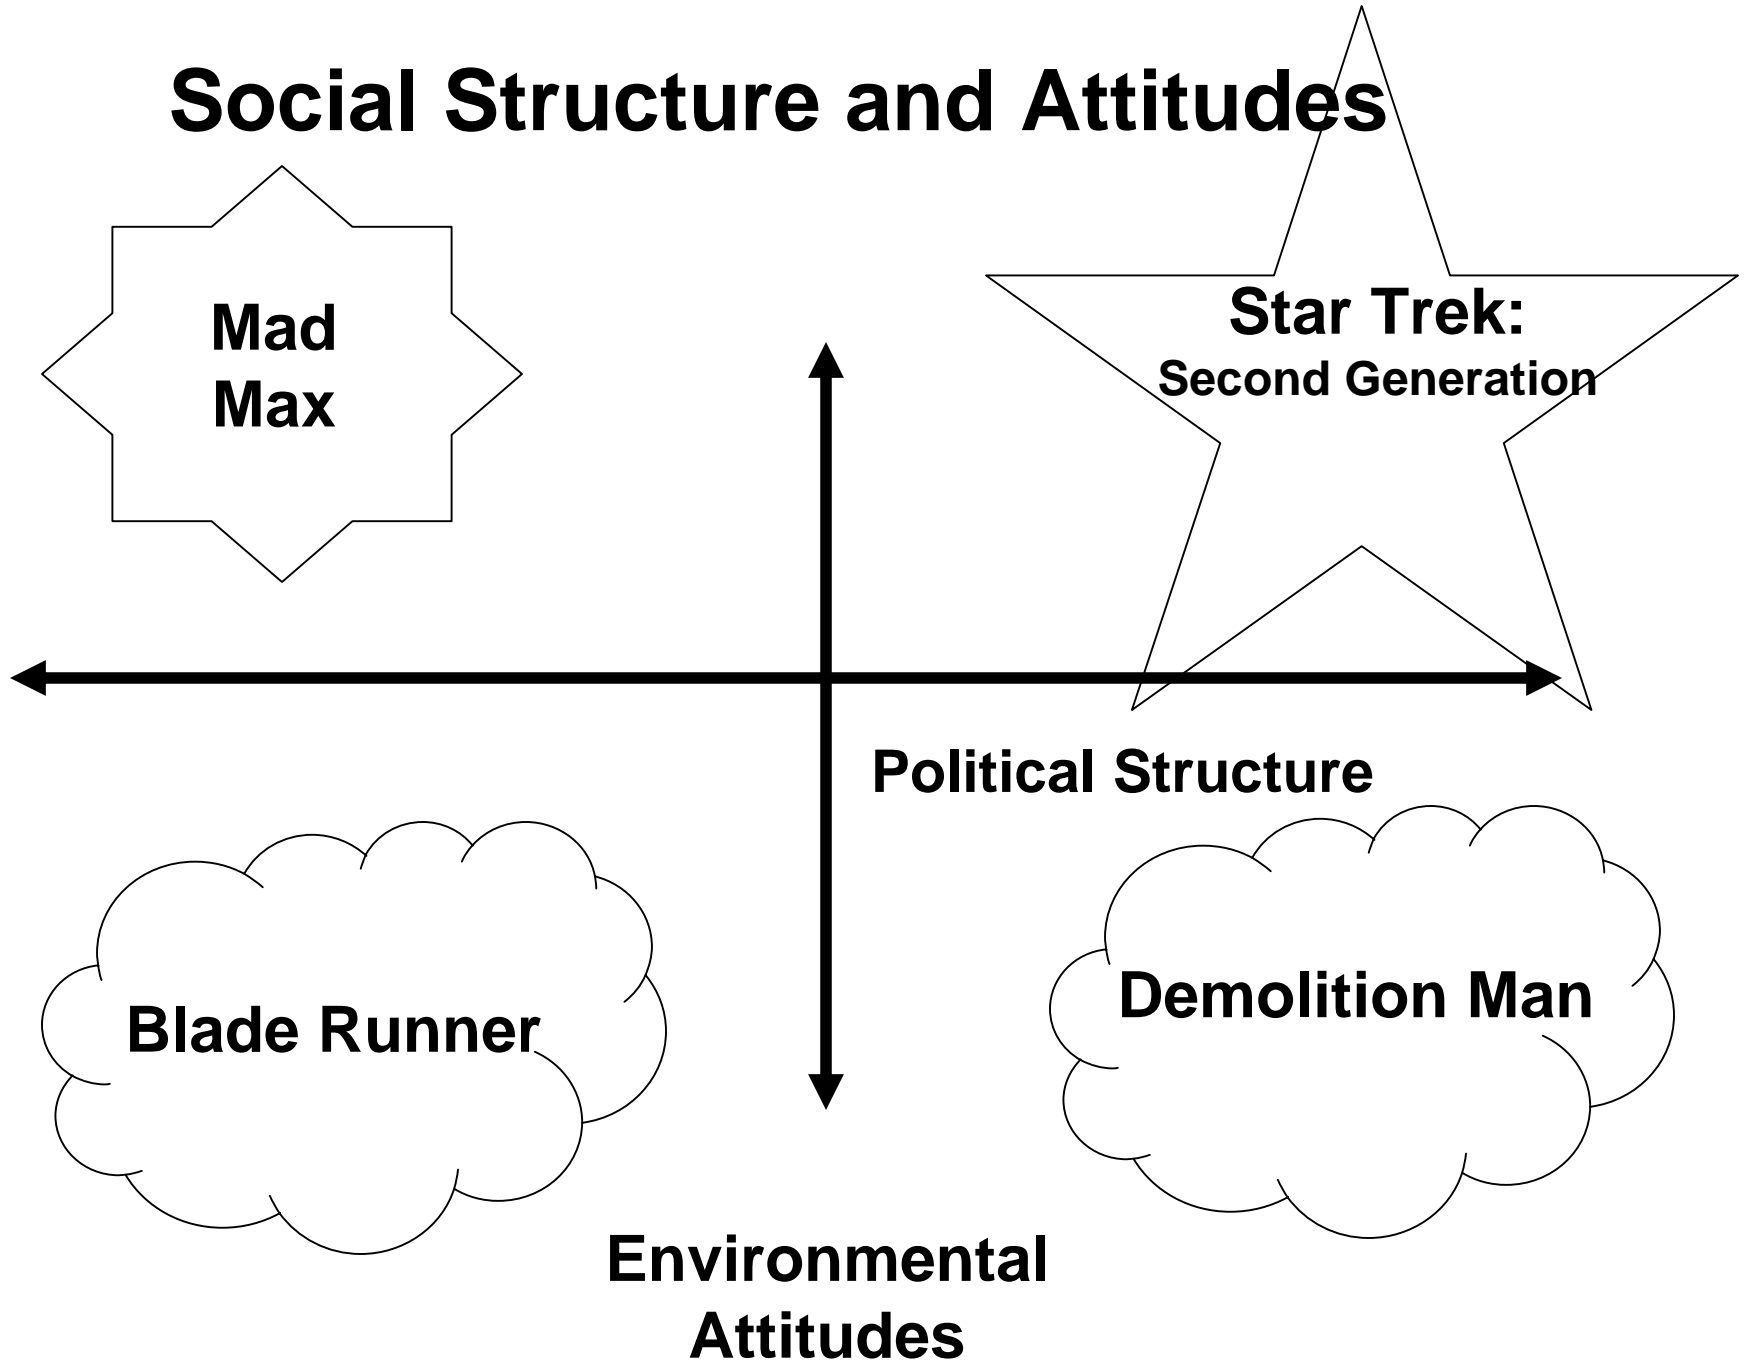 Social Structure and Attitudes
Mad
Max
Star Trek:
Second Generation
Political Structure
Blade Runner
Demolition Man
Environmental
Attitudes